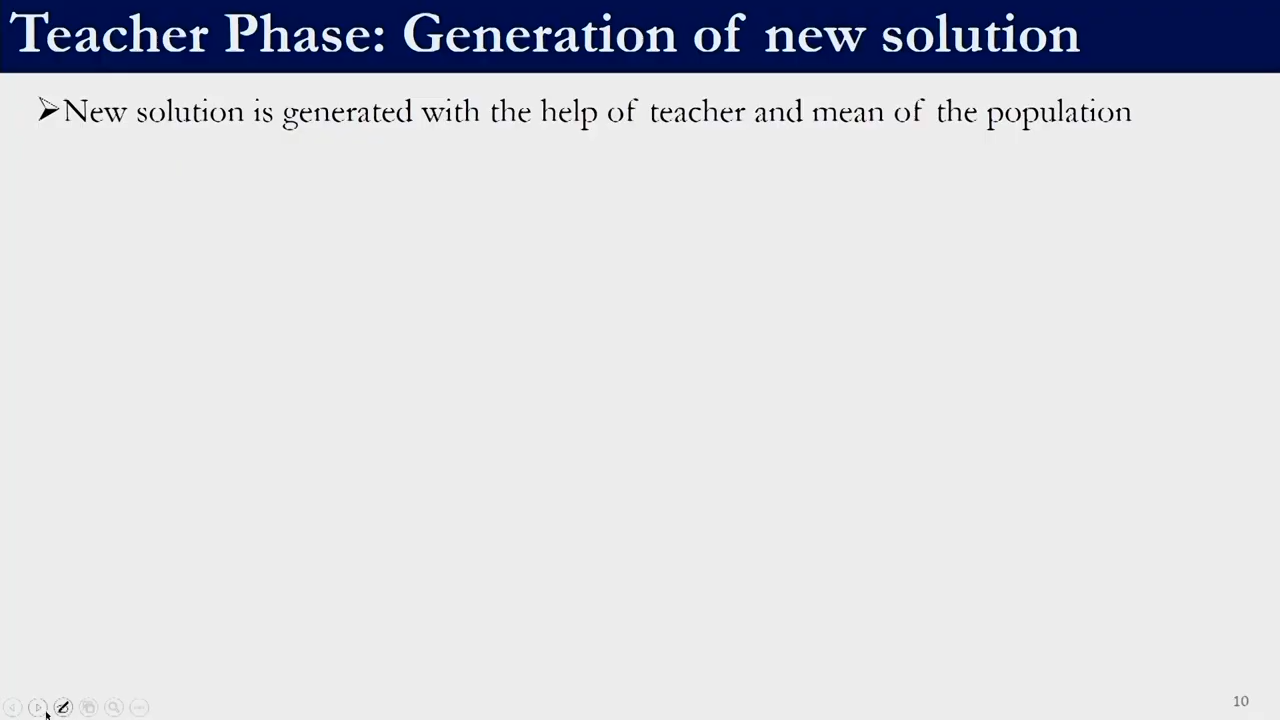 Teacher Phase: Generation of new solution
➢New solution is generated with the help of teacher and mean of the population
10